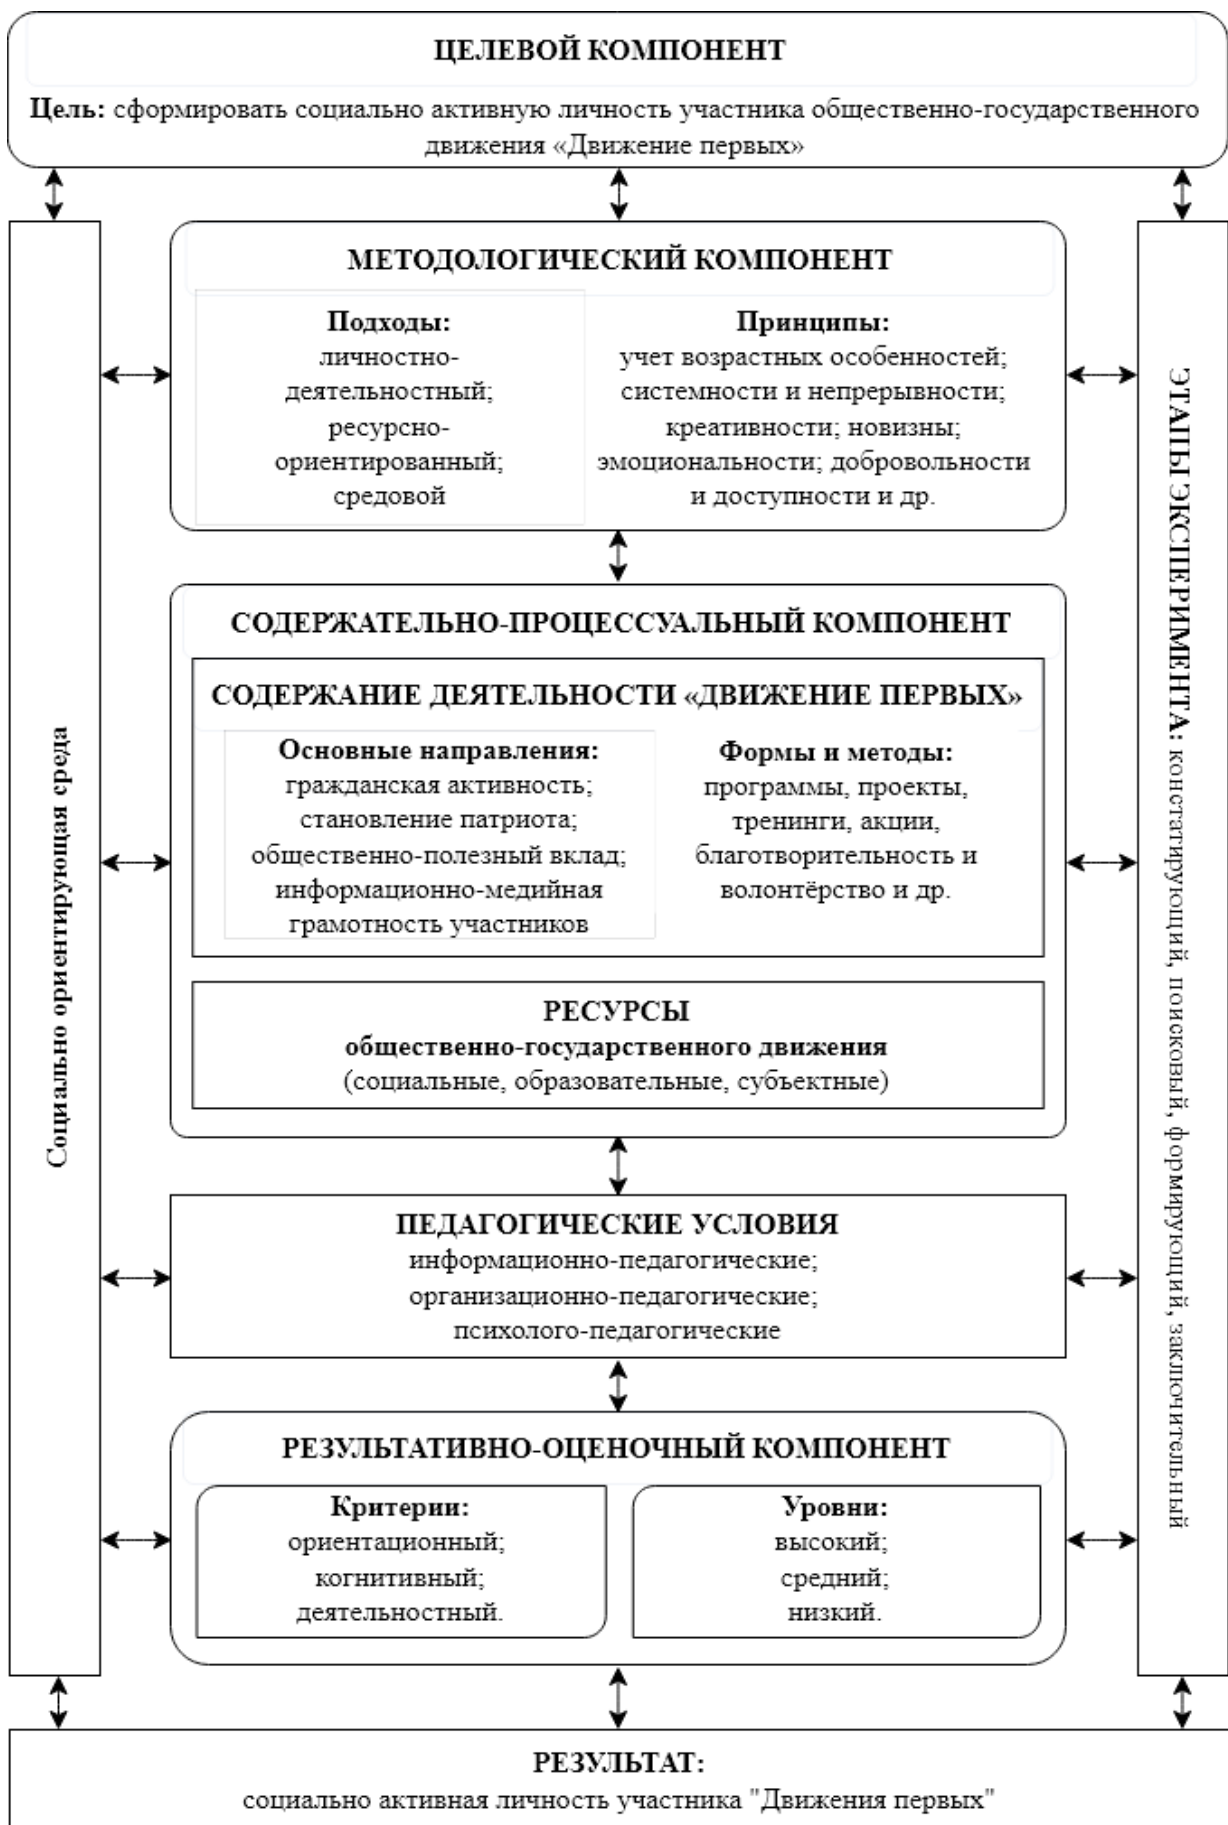 ЦЕЛЕВОЙ КОМПОНЕНТ
Цель: сформировать социально активную личность участника общественно-государственного
движения «Движение первых»
Социально ориентирующая среда
МЕТОДОЛОГИЧЕСКИЙ КОМПОНЕНТ
Подходы:
личностно-
деятельностный;
ресурсно-
ориентированный;
средовой
Принципы:
учет возрастных особенностей;
системности и непрерывности;
креативности; новизны;
эмоциональности; добровольности
и доступности и др.
СОДЕРЖАТЕЛЬНО-ПРОЦЕССУАЛЬНЫЙ КОМПОНЕНТ
СОДЕРЖАНИЕ ДЕЯТЕЛЬНОСТИ «ДВИЖЕНИЕ ПЕРВЫХ»
Основные направления:
гражданская активность;
становление патриота;
общественно-полезный вклад;
информационно-медийная
грамотность участников
Формы и методы:
программы, проекты,
тренинги, акции,
благотворительность и
волонтёрство и др.
РЕСУРСЫ
общественно-государственного движения
(социальные, образовательные, субъектные)
ПЕДАГОГИЧЕСКИЕ УСЛОВИЯ
информационно-педагогические;
организационно-педагогические;
психолого-педагогические
РЕЗУЛЬТАТИВНО-ОЦЕНОЧНЫЙ КОМПОНЕНТ
Критерии:
ориентационный;
когнитивный;
деятельностный.
Уровни:
высокий;
средний;
низкий.
ЭТАПЫ ЭКСПЕРИМЕНТА: констатирующий, поисковый, формирующий, заключительный
РЕЗУЛЬТАТ:
социально активная личность участника "Движения первых"